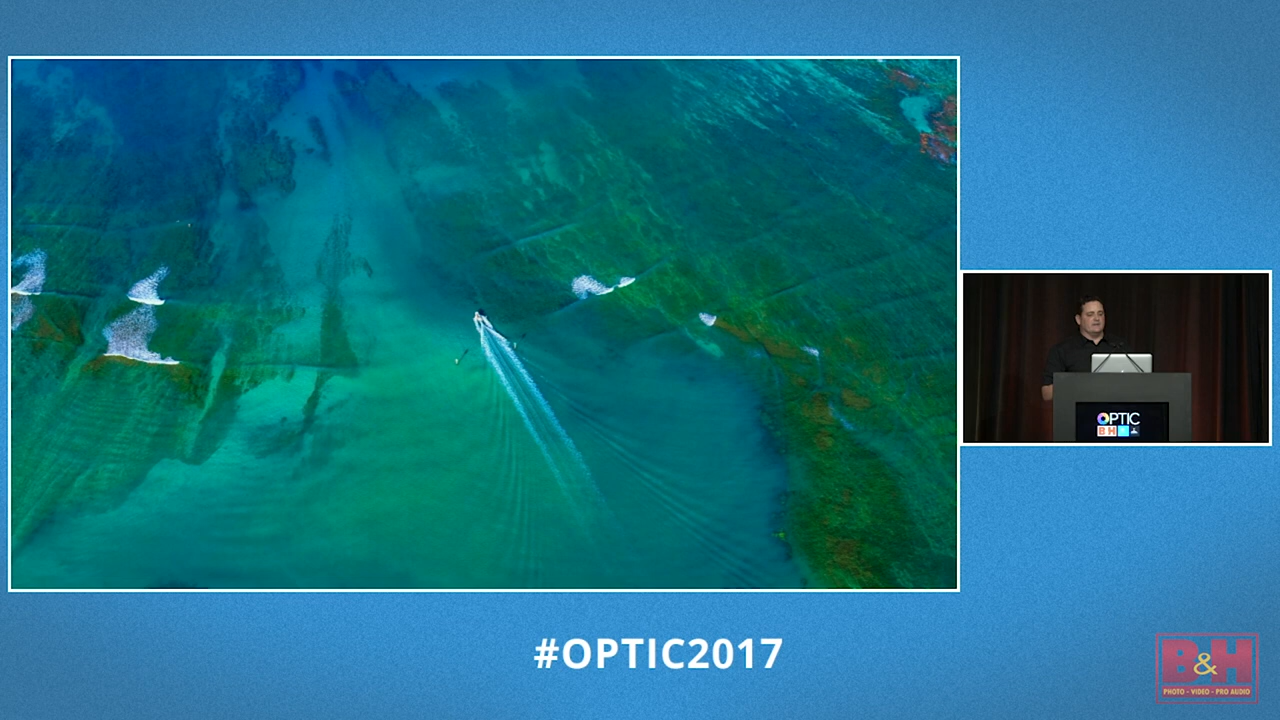 OPTIC
B H
#OPTIC2017
B&H
PHOTO - VIDEO - PRO AUDIO